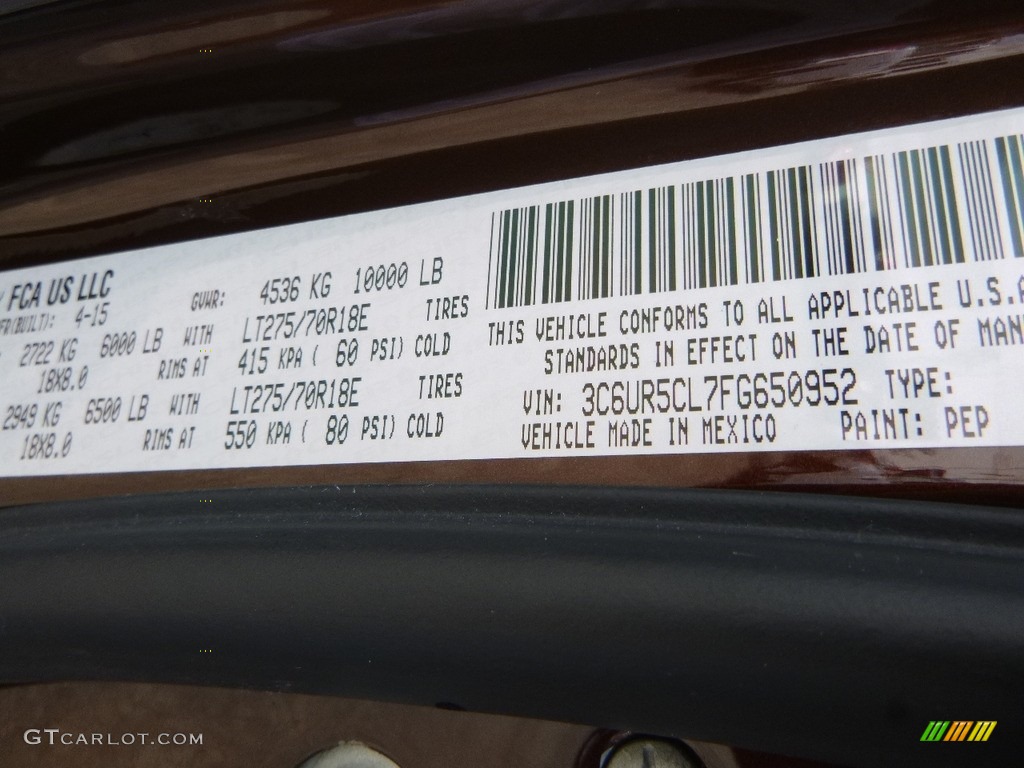 FCA US LLC
4-15
GVWR: 4536 KG 10000 LB
2722 KG 6000 LB WITH LT275/70R18E TIRES
18X8.0 RIMS AT 415 KPA ( 60 PSI) COLD
2949 KG 6500 LB WITH LT275/70R18E TIRES
18X8.0 RIMS AT 550 KPA ( 80 PSI) COLD
THIS VEHICLE CONFORMS TO ALL APPLICABLE U.S.A
STANDARDS IN EFFECT ON THE DATE OF MAN
VIN: 3C6UR5CL7FG650952 TYPE:
VEHICLE MADE IN MEXICO PAINT: PEP
GTCARLOT.COM